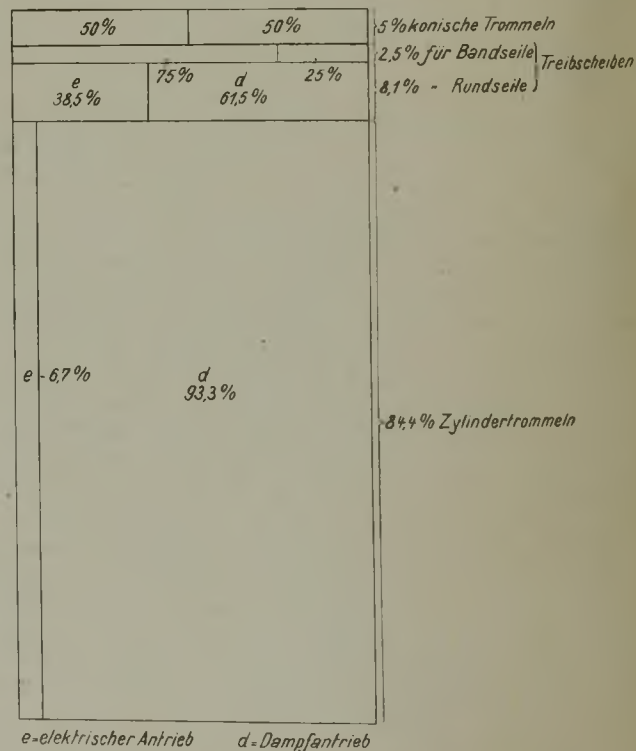 50% 50% 5% konische Trommeln
2,5% für Bandseile
Treibscheiben
75% 25%
e d
38,5% 61,5% 8,1% - Rundseile
e 6,7% d
93,3%
84,4% Zylindertrommeln
e=elektrischer Antrieb d=Dampfantrieb